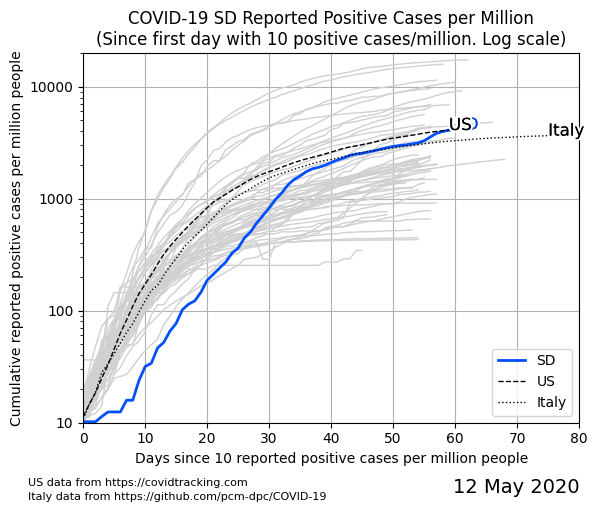 COVID-19 SD Reported Positive Cases per Million
(Since first day with 10 positive cases/million. Log scale)
Cumulative reported positive cases per million people
10000
1000
100
10
US
Italy
SD
US
Italy
0 10 20 30 40 50 60 70 80
Days since 10 reported positive cases per million people
US data from https://covidtracking.com
Italy data from https://github.com/pcm-dpc/COVID-19
12 May 2020